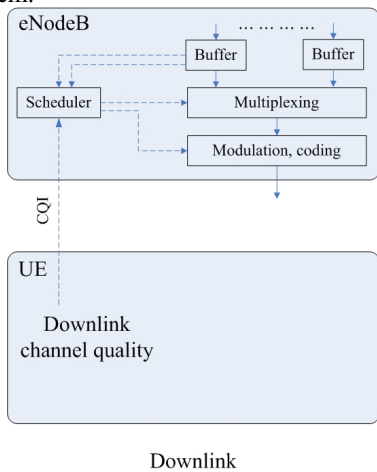 eNodeB
… … … …
Buffer
Buffer
Scheduler
Multiplexing
Modulation, coding
CQI
UE
Downlink
channel quality
Downlink